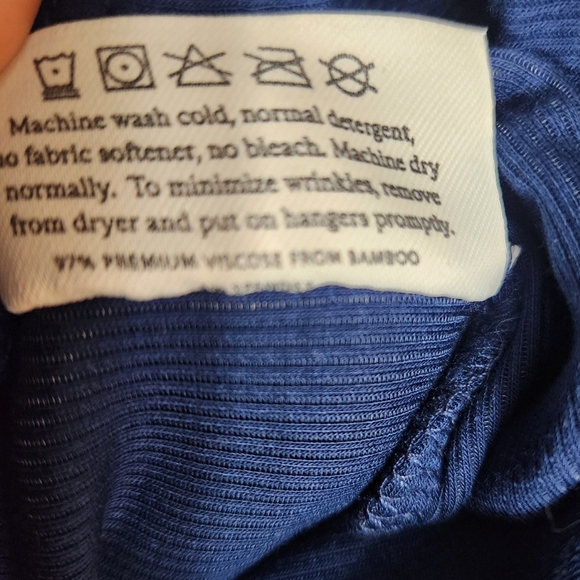 Machine wash cold, normal detergent,
no fabric softener, no bleach. Machine dry
normally. To minimize wrinkles, remove
from dryer and put on hangers promptly.
97% PREMIUM VISCOSE FROM BAMBOO